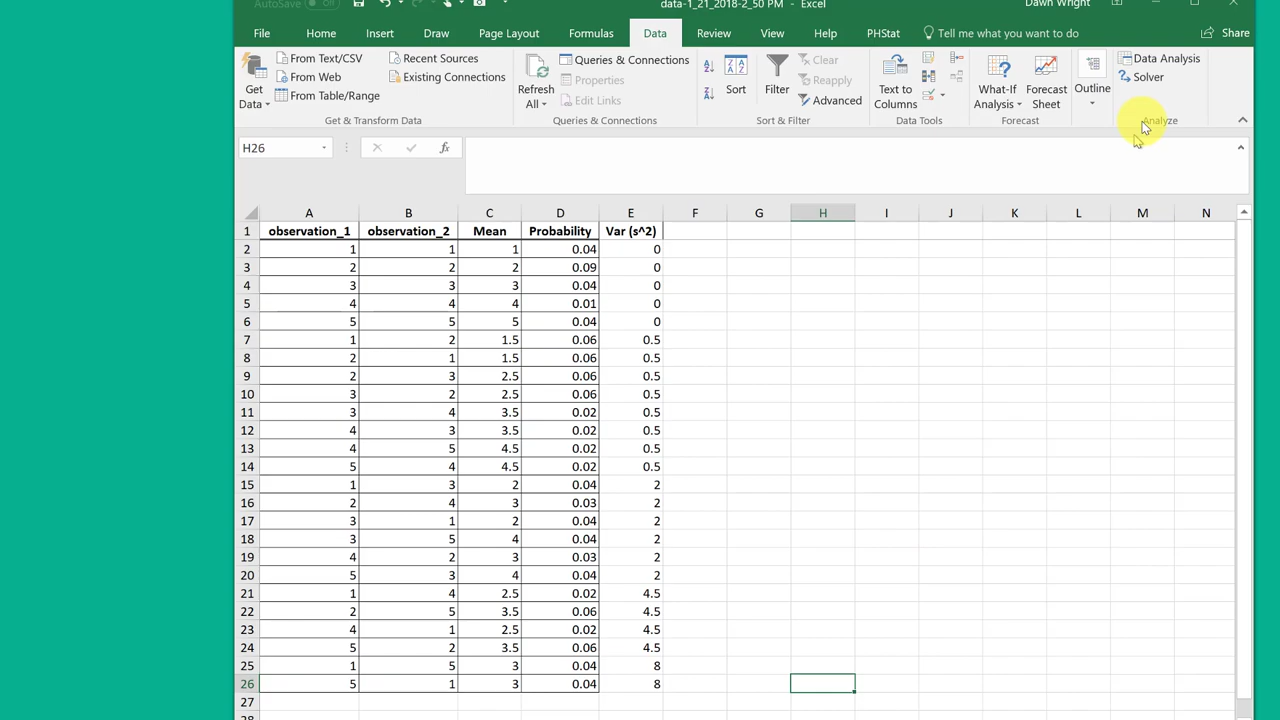 AutoSave Off data-1_21_2018-2_50 PM - Excel Dawn Wright
File Home Insert Draw Page Layout Formulas Data Review View Help PHStat Tell me what you want to do Share
Get Data
From Text/CSV
From Web
From Table/Range
Recent Sources
Existing Connections
Get & Transform Data
Refresh All
Queries & Connections
Properties
Edit Links
Queries & Connections
Sort
Filter
Clear
Reapply
Advanced
Sort & Filter
Text to Columns
Data Tools
What-If Analysis
Forecast Sheet
Forecast
Outline
Data Analysis
Solver
Analyze
H26 fx
A B C D E F G H I J K L M N
1 observation_1 observation_2 Mean Probability Var (s^2)
2 1 1 1 0.04 0
3 2 2 2 0.09 0
4 3 3 3 0.04 0
5 4 4 4 0.01 0
6 5 5 5 0.04 0
7 1 2 1.5 0.06 0.5
8 2 1 1.5 0.06 0.5
9 2 3 2.5 0.06 0.5
10 3 2 2.5 0.06 0.5
11 3 4 3.5 0.02 0.5
12 4 3 3.5 0.02 0.5
13 4 5 4.5 0.02 0.5
14 5 4 4.5 0.02 0.5
15 1 3 2 0.04 2
16 2 4 3 0.03 2
17 3 1 2 0.04 2
18 3 5 4 0.04 2
19 4 2 3 0.03 2
20 5 3 4 0.04 2
21 1 4 2.5 0.02 4.5
22 2 5 3.5 0.06 4.5
23 4 1 2.5 0.02 4.5
24 5 2 3.5 0.06 4.5
25 1 5 3 0.04 8
26 5 1 3 0.04 8
27
28